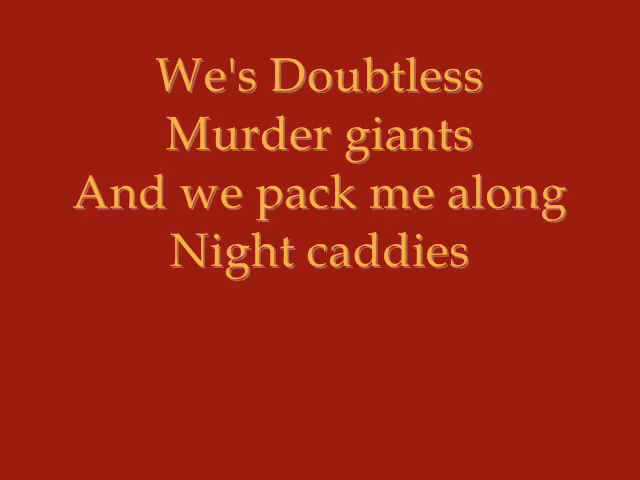 We's Doubtless
Murder giants
And we pack me along
Night caddies